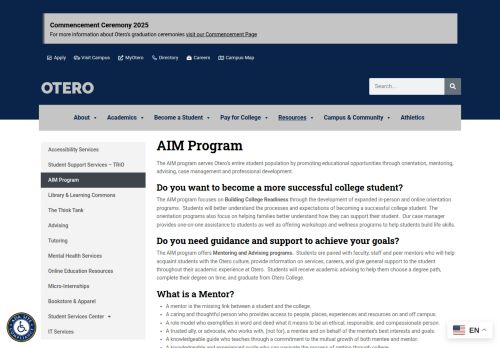 Commencement Ceremony 2025
For more information about Otero's graduation ceremonies visit our Commencement Page
Apply Visit Campus MyOtero Directory Careers Campus Map
OTERO
Search...
About Academics Become a Student Pay for College Resources Campus & Community Athletics
Accessibility Services
Student Support Services – TRiO
AIM Program
Library & Learning Commons
The Think Tank
Advising
Tutoring
Mental Health Services
Online Education Resources
Micro-Internships
Bookstore & Apparel
Student Services Center
IT Services
AIM Program
The AIM program serves Otero's entire student population by promoting educational opportunities through orientation, mentoring,
advising, case management and professional development.
Do you want to become a more successful college student?
The AIM program focuses on Building College Readiness through the development of expanded in-person and online orientation
programs. Students will better understand the processes and expectations of becoming a successful college student. The
orientation programs also focus on helping families better understand how they can support their student. Our case manager
provides one-on-one assistance to students as well as offering workshops and wellness programs to help students build life skills.
Do you need guidance and support to achieve your goals?
The AIM program offers Mentoring and Advising programs. Students are paired with faculty, staff and peer mentors who will help
acquaint students with the Otero culture, provide information on services, careers, and give general support to the student
throughout their academic experience at Otero. Students will receive academic advising to help them choose a degree path,
complete their degree on time, and graduate from Otero College.
What is a Mentor?
A mentor is the missing link between a student and the college.
A caring and thoughtful person who provides access to people, places, experiences and resources on and off campus.
A role model who exemplifies in word and deed what it means to be an ethical, responsible, and compassionate person.
A trusted ally, or advocate, who works with, (not for), a mentee and on behalf of the mentee's best interests and goals.
A knowledgeable guide who teaches through a commitment to the mutual growth of both mentee and mentor.
EN